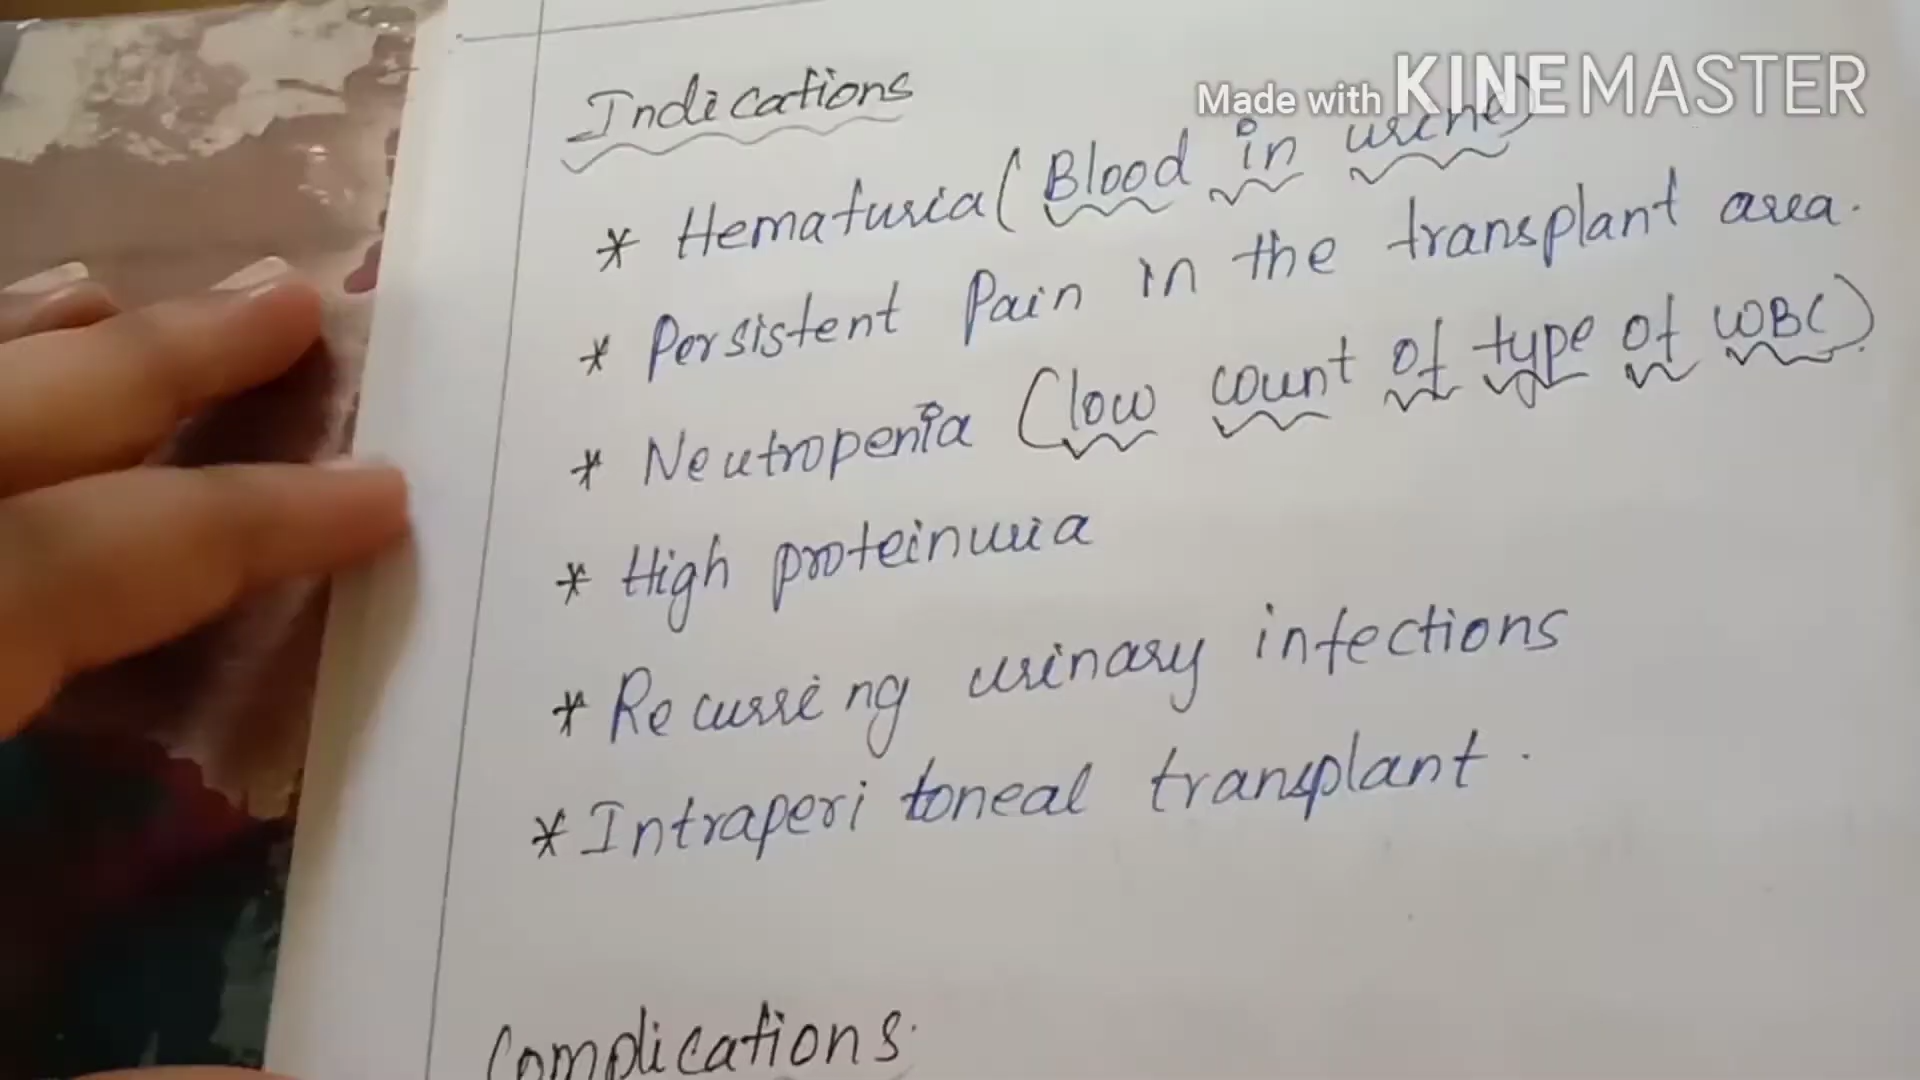 Made with KINEMASTER
Indications
* Hematuria (Blood in urine)
* Persistent Pain in the transplant area.
* Neutropenia (low count of type of WBC)
* High proteinuria
* Recurring urinary infections
* Intraperitoneal transplant.
Complications.